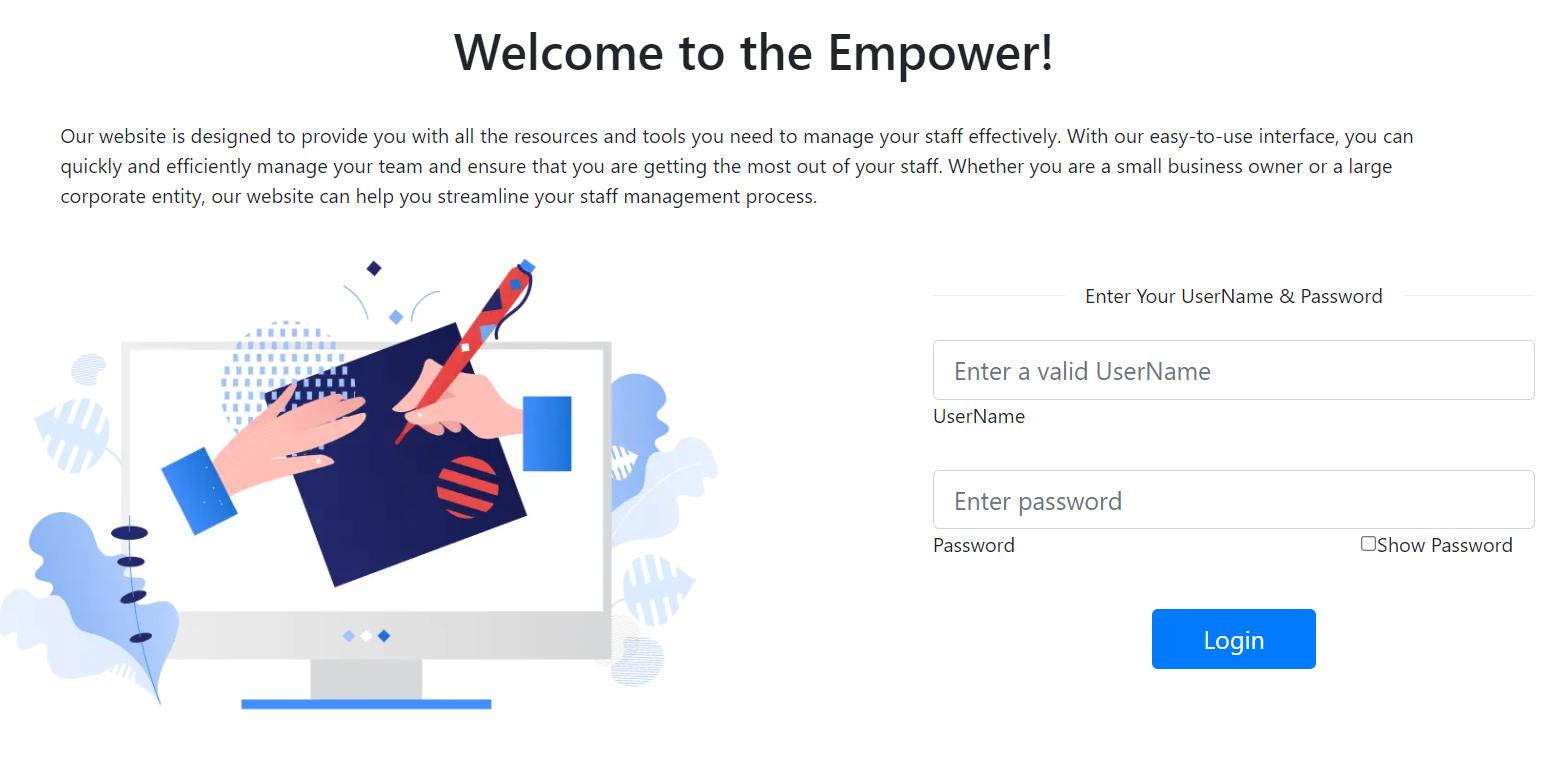 Welcome to the Empower!
Our website is designed to provide you with all the resources and tools you need to manage your staff effectively. With our easy-to-use interface, you can
quickly and efficiently manage your team and ensure that you are getting the most out of your staff. Whether you are a small business owner or a large
corporate entity, our website can help you streamline your staff management process.
Enter Your UserName & Password
Enter a valid UserName
UserName
Enter password
Password
Show Password
Login